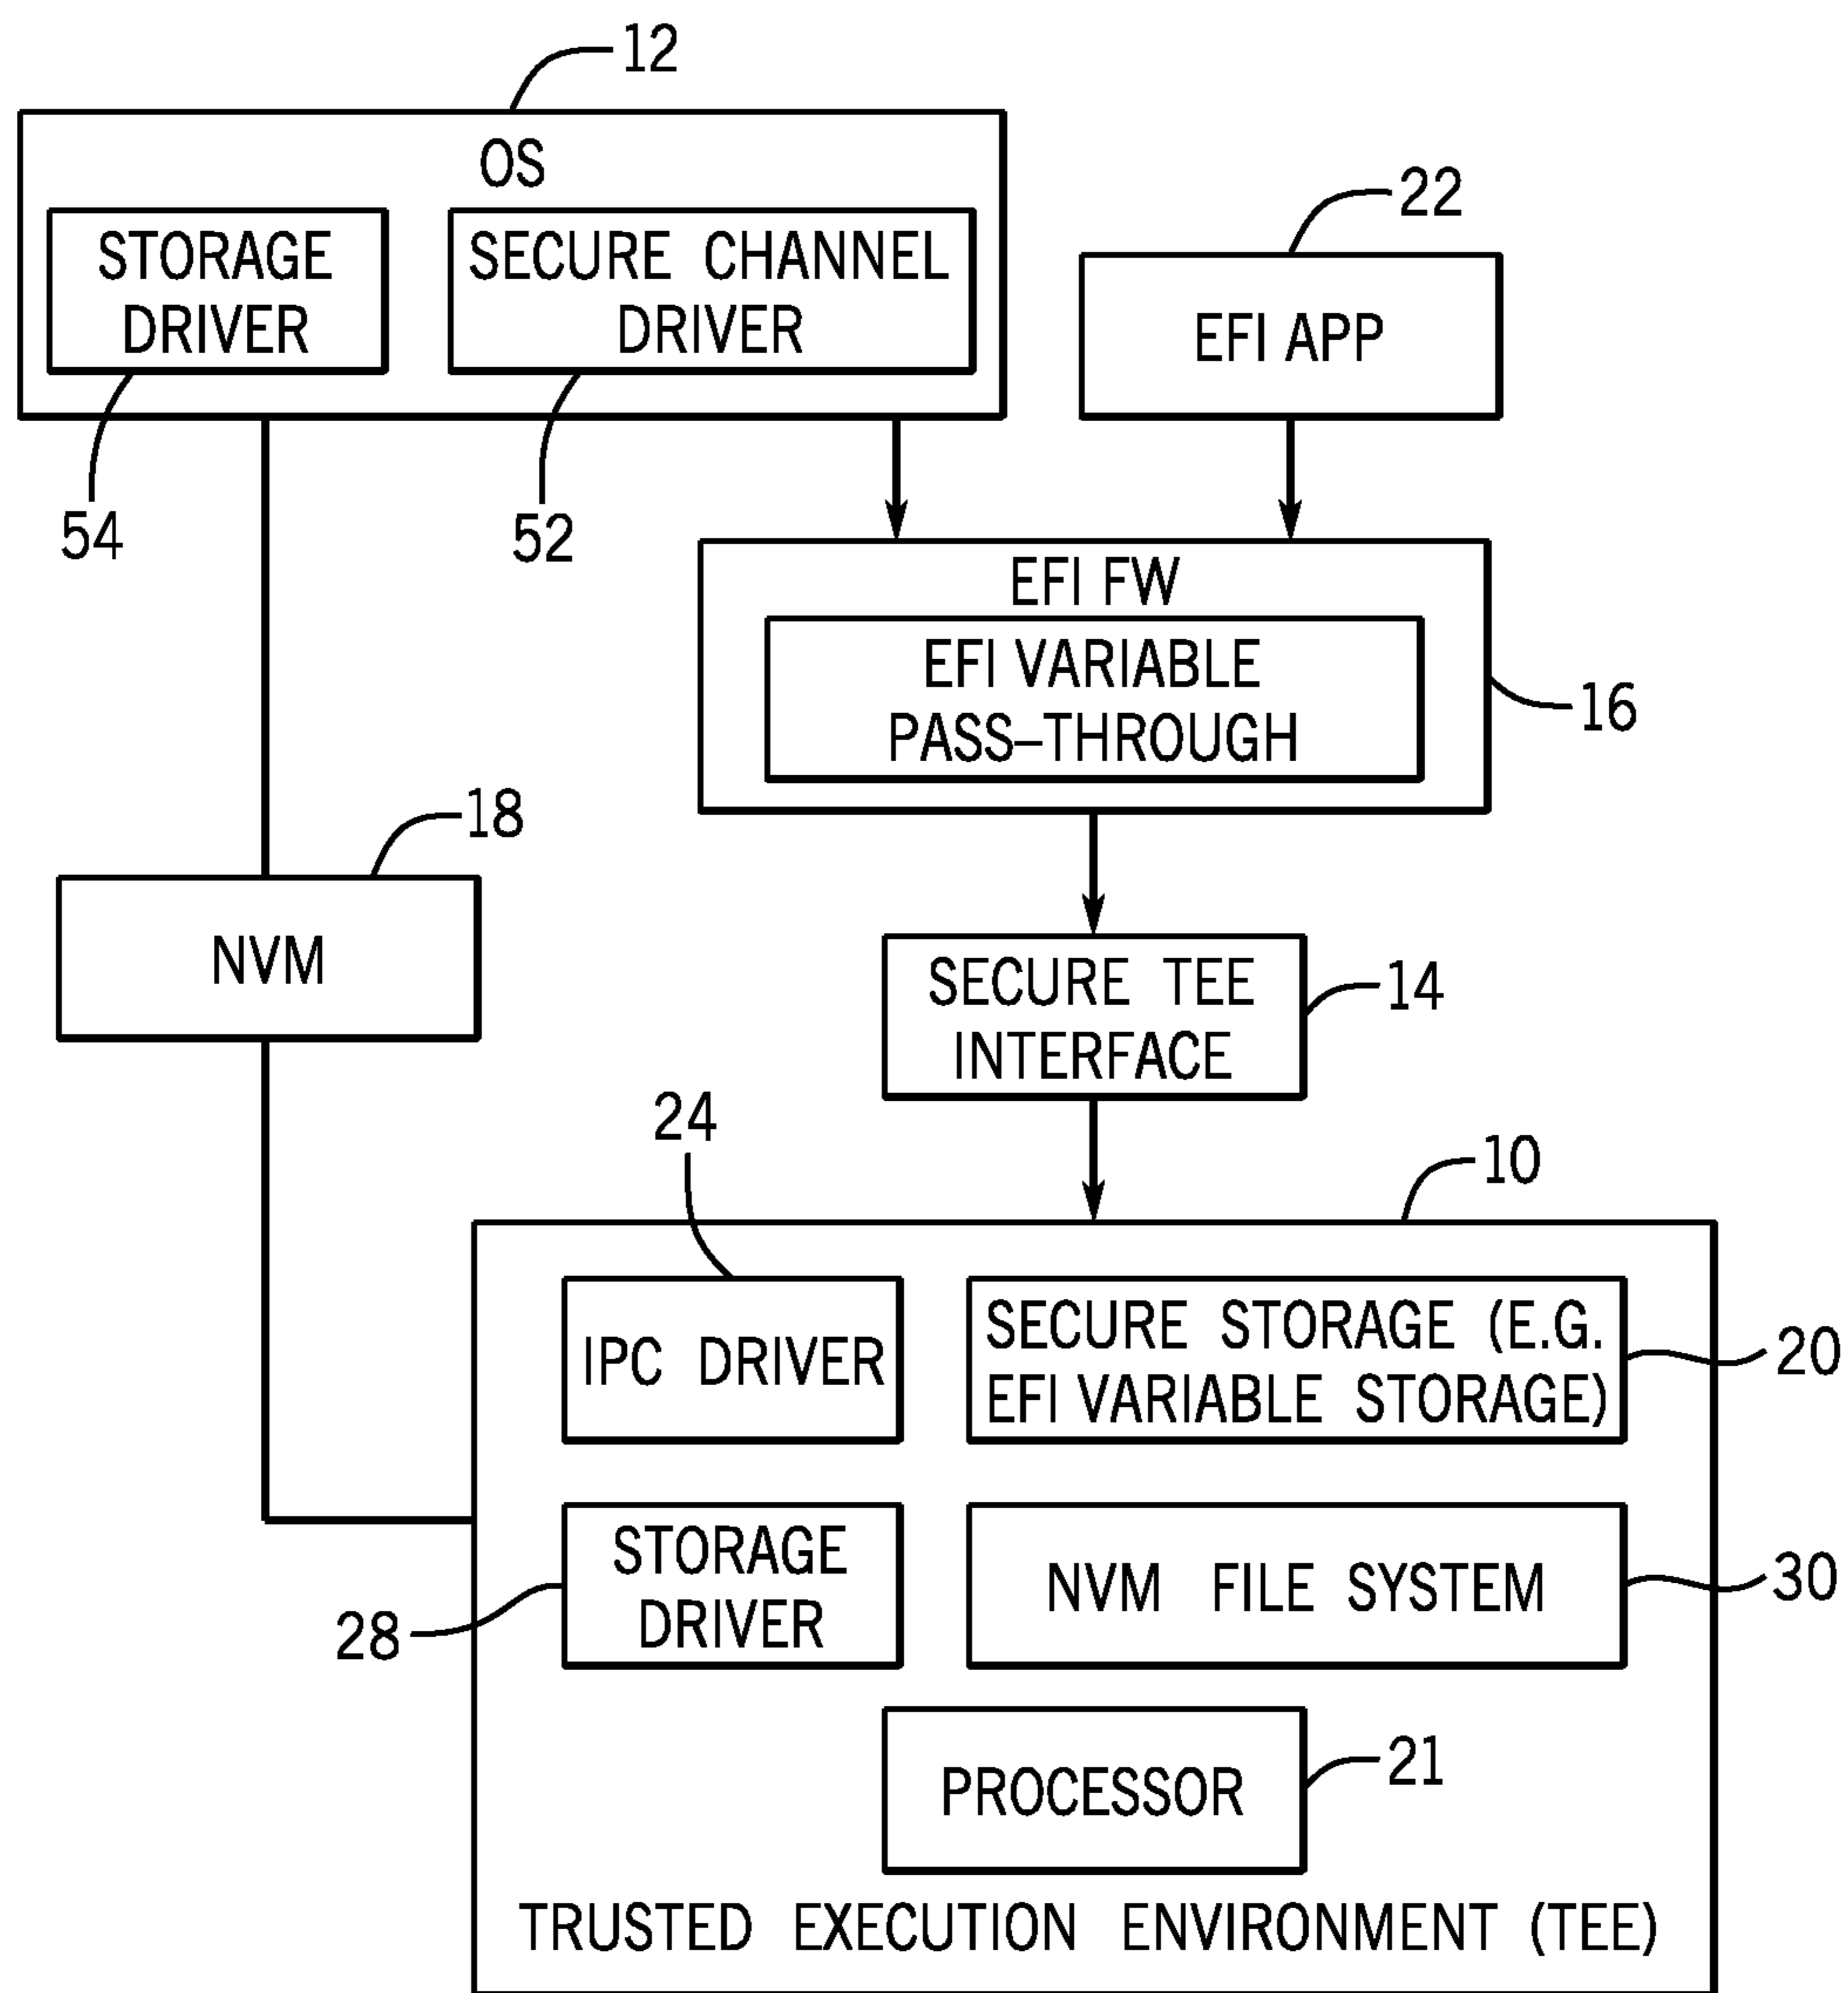 12
OS
STORAGE
DRIVER
SECURE CHANNEL
DRIVER
54
52
22
EFI APP
EFI FW
EFI VARIABLE
PASS–THROUGH
16
18
NVM
SECURE TEE
INTERFACE
14
24
10
IPC DRIVER
SECURE STORAGE (E.G.
EFI VARIABLE STORAGE)
20
STORAGE
DRIVER
28
NVM FILE SYSTEM
30
PROCESSOR
21
TRUSTED EXECUTION ENVIRONMENT (TEE)